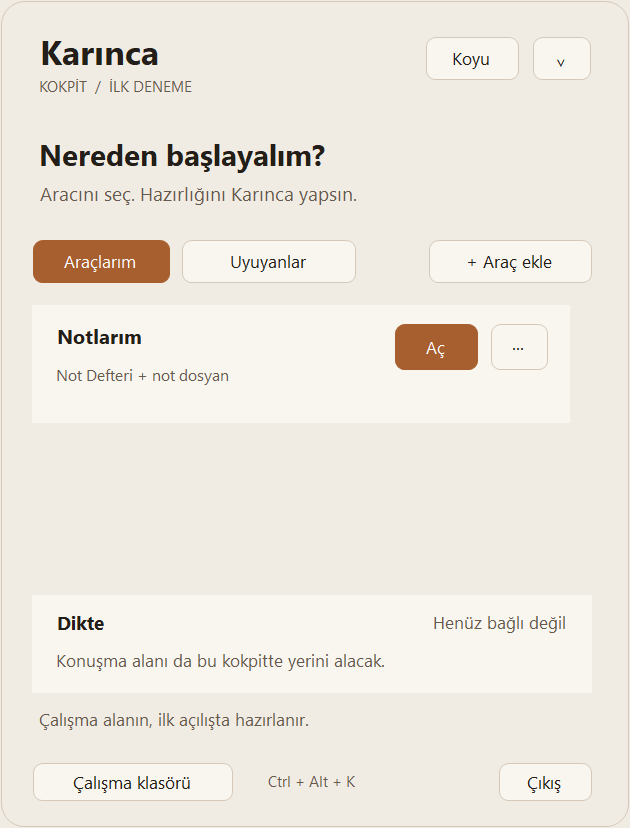 Karınca
Koyu
v
KOKPİT / İLK DENEME
Nereden başlayalım?
Aracını seç. Hazırlığını Karınca yapsın.
Araçlarım
Uyuyanlar
+ Araç ekle
Notlarım
Aç
...
Not Defteri + not dosyan
Dikte
Henüz bağlı değil
Konuşma alanı da bu kokpitte yerini alacak.
Çalışma alanın, ilk açılışta hazırlanır.
Çalışma klasörü
Ctrl + Alt + K
Çıkış